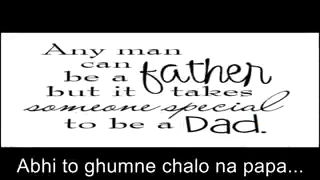 Any man
can
be a father
but it takes
someone special
to be a Dad.
Abhi to ghumne chalo na papa...